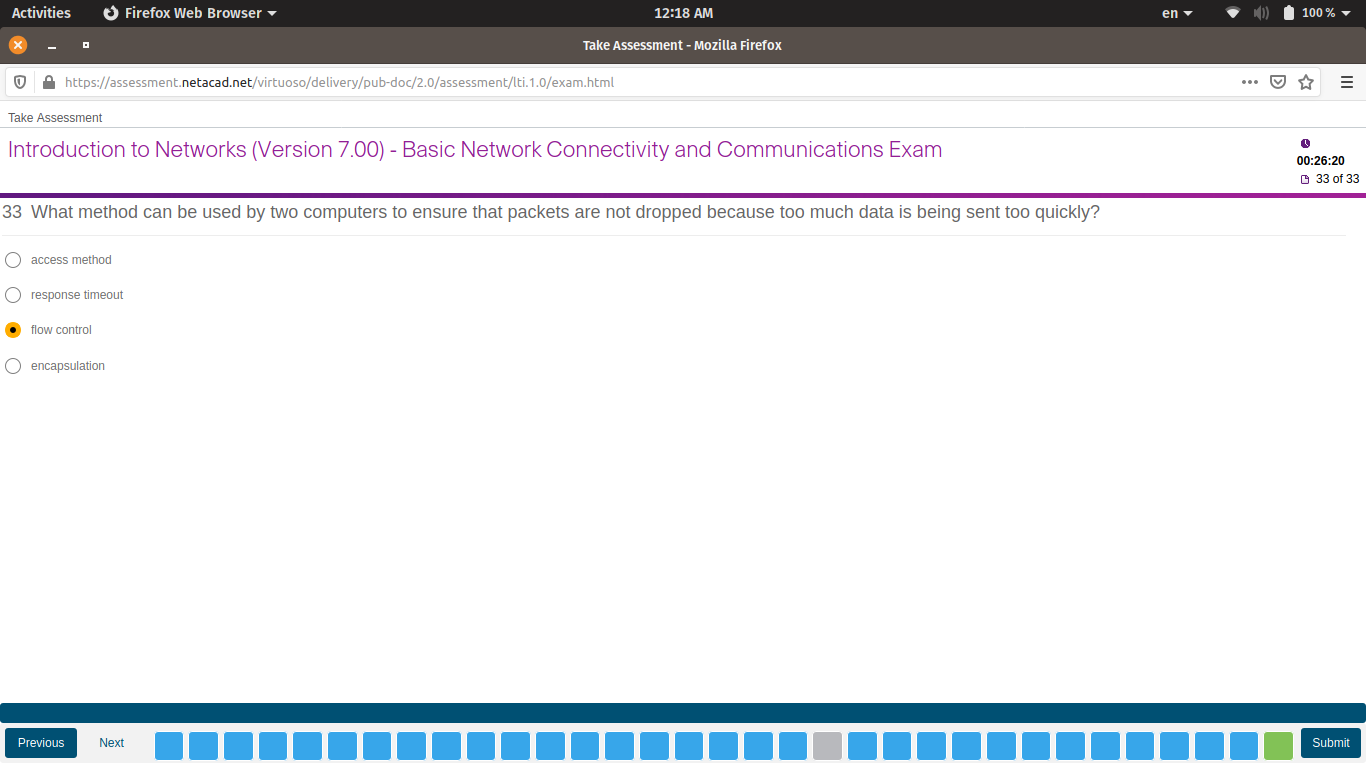 Activities Firefox Web Browser 12:18 AM en 100 %
Take Assessment - Mozilla Firefox
https://assessment.netacad.net/virtuoso/delivery/pub-doc/2.0/assessment/lti.1.0/exam.html
Take Assessment
Introduction to Networks (Version 7.00) - Basic Network Connectivity and Communications Exam
00:26:20
33 of 33
33 What method can be used by two computers to ensure that packets are not dropped because too much data is being sent too quickly?
access method
response timeout
flow control
encapsulation
Previous Next Submit